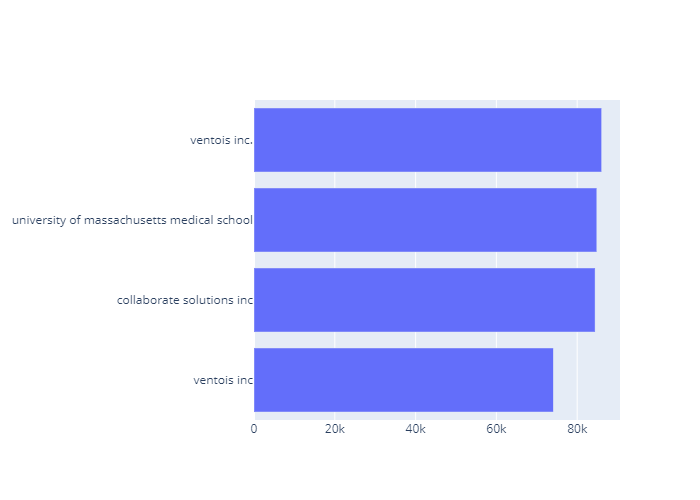 ventois inc.
university of massachusetts medical school
collaborate solutions inc
ventois inc
0 20k 40k 60k 80k